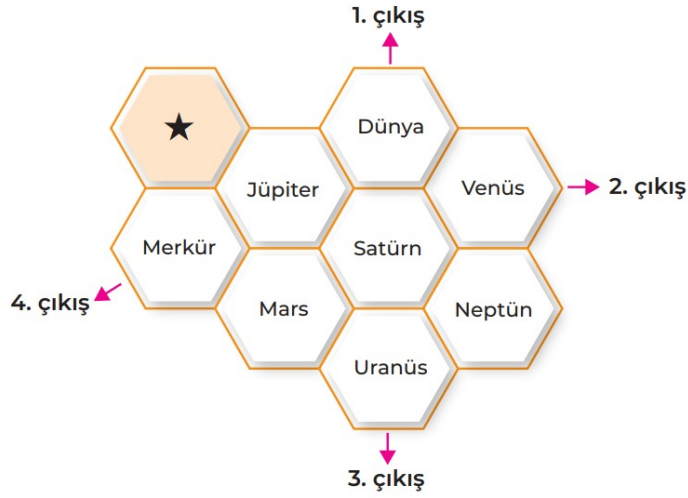 1. çıkış
★
Dünya
Jüpiter
Venüs
2. çıkış
Merkür
Satürn
4. çıkış
Mars
Neptün
Uranüs
3. çıkış